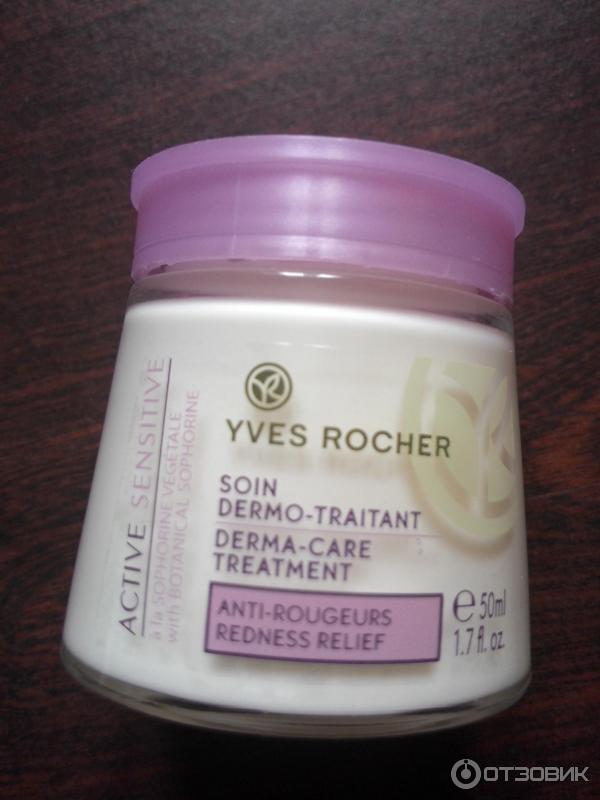 YVES ROCHER
SOIN
DERMO-TRAITANT
DERMA-CARE
TREATMENT
ANTI-ROUGEURS
REDNESS RELIEF
e 50ml
1.7 fl. oz.
ACTIVE SENSITIVE
à la SOPHORINE VÉGÉTALE
with BOTANICAL SOPHORINE
ОТЗОВИК